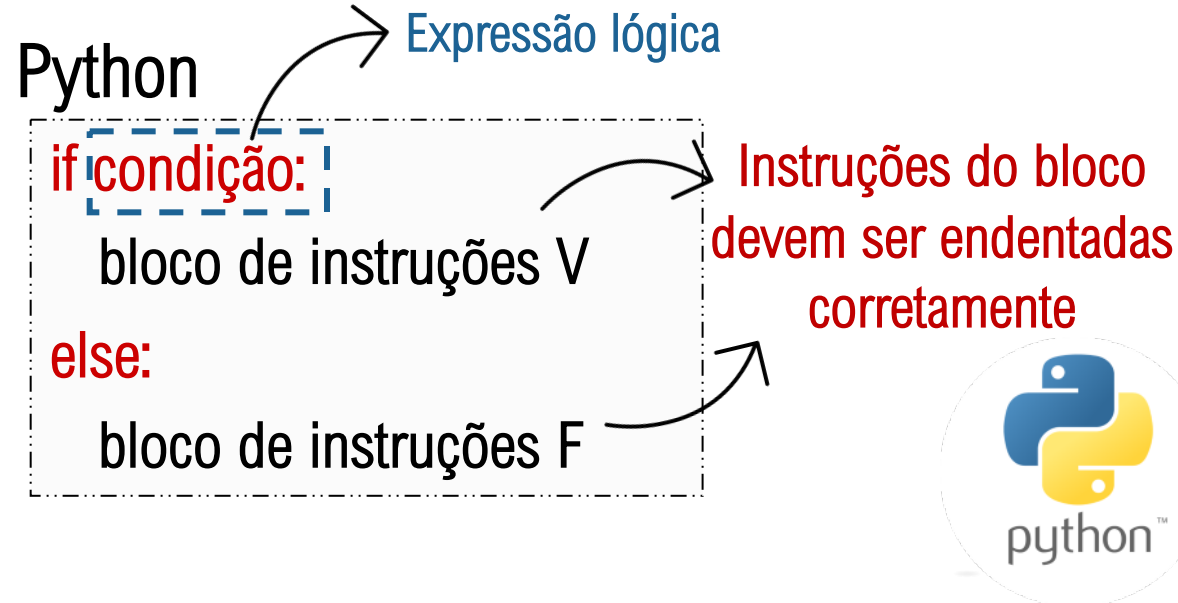 Expressão lógica
Python
if condição:
bloco de instruções V
else:
bloco de instruções F
Instruções do bloco
devem ser endentadas
corretamente
python™